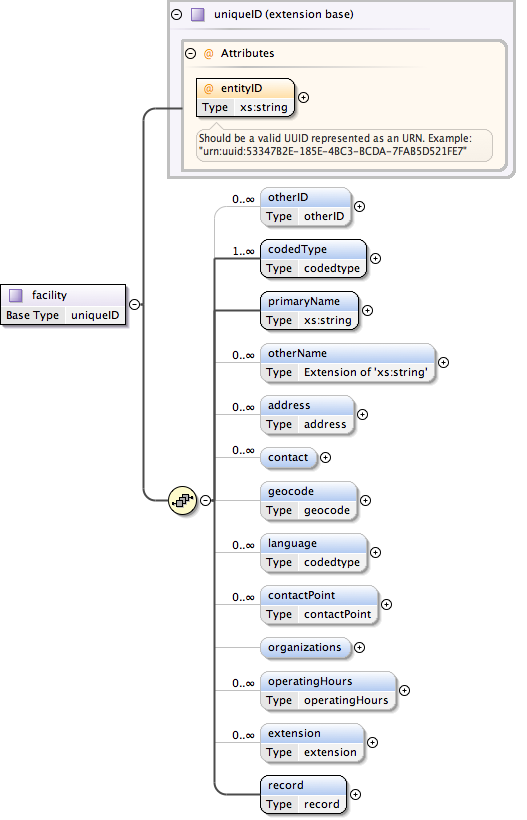 uniqueID (extension base)
@ Attributes
@ entityID
Type xs:string
Should be a valid UUID represented as an URN. Example:
"urn:uuid:53347B2E-185E-4BC3-BCDA-7FAB5D521FE7"
facility
Base Type uniqueID
0..∞
otherID
Type otherID
1..∞
codedType
Type codedtype
primaryName
Type xs:string
0..∞
otherName
Type Extension of 'xs:string'
0..∞
address
Type address
0..∞
contact
geocode
Type geocode
0..∞
language
Type codedtype
0..∞
contactPoint
Type contactPoint
organizations
0..∞
operatingHours
Type operatingHours
0..∞
extension
Type extension
record
Type record